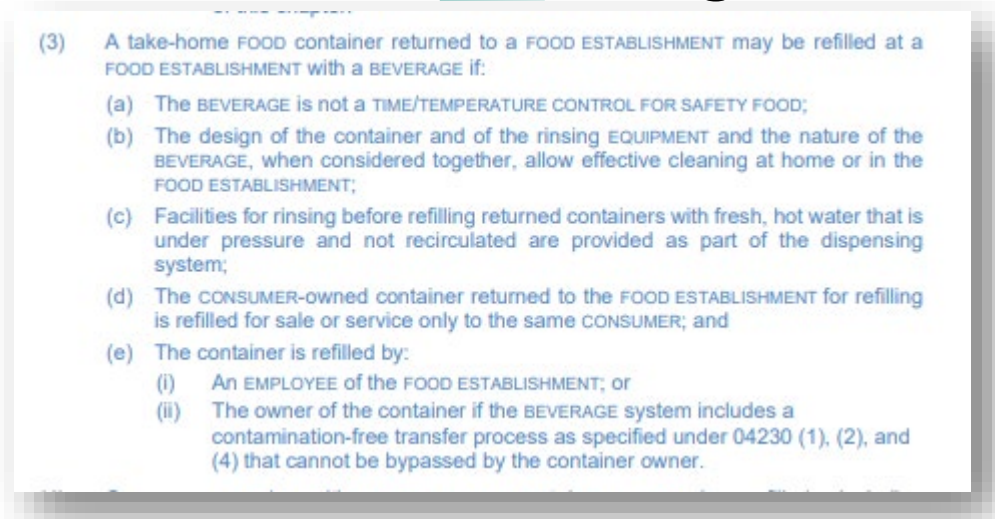 (3) A take-home FOOD container returned to a FOOD ESTABLISHMENT may be refilled at a
FOOD ESTABLISHMENT with a BEVERAGE if:
(a) The BEVERAGE is not a TIME/TEMPERATURE CONTROL FOR SAFETY FOOD;
(b) The design of the container and of the rinsing EQUIPMENT and the nature of the
BEVERAGE, when considered together, allow effective cleaning at home or in the
FOOD ESTABLISHMENT;
(c) Facilities for rinsing before refilling returned containers with fresh, hot water that is
under pressure and not recirculated are provided as part of the dispensing
system;
(d) The CONSUMER-owned container returned to the FOOD ESTABLISHMENT for refilling
is refilled for sale or service only to the same CONSUMER; and
(e) The container is refilled by:
(i) An EMPLOYEE of the FOOD ESTABLISHMENT; or
(ii) The owner of the container if the BEVERAGE system includes a
contamination-free transfer process as specified under 04230 (1), (2), and
(4) that cannot be bypassed by the container owner.